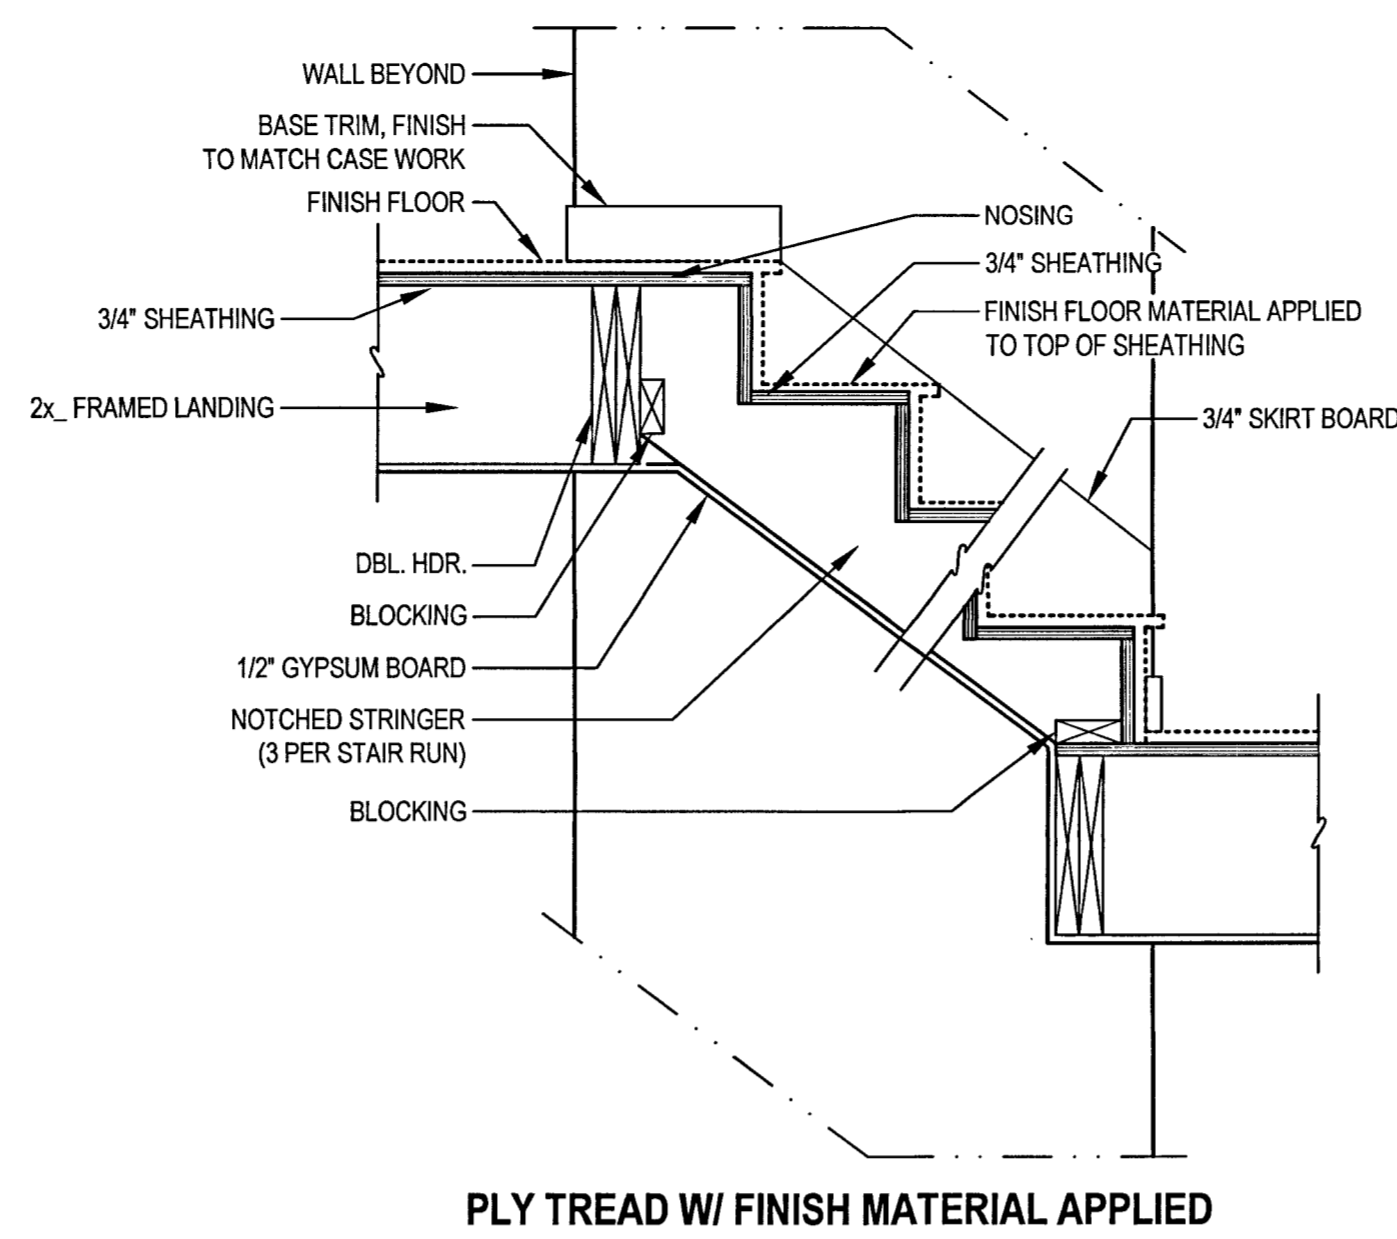 WALL BEYOND
BASE TRIM, FINISH
TO MATCH CASE WORK
FINISH FLOOR
3/4" SHEATHING
2x_ FRAMED LANDING
DBL. HDR.
BLOCKING
1/2" GYPSUM BOARD
NOTCHED STRINGER
(3 PER STAIR RUN)
BLOCKING
NOSING
3/4" SHEATHING
FINISH FLOOR MATERIAL APPLIED
TO TOP OF SHEATHING
3/4" SKIRT BOARD
PLY TREAD W/ FINISH MATERIAL APPLIED